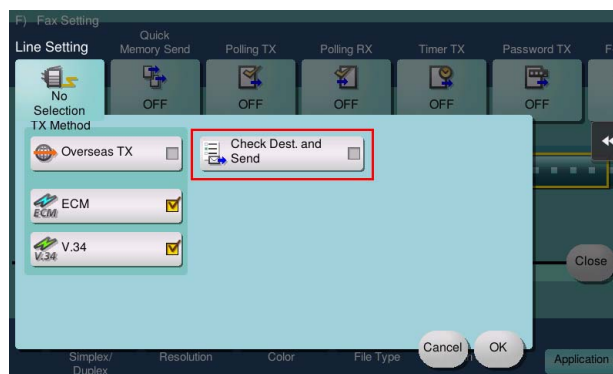 F) Fax Setting
Line Setting
Quick
Memory Send
Polling TX
Polling RX
Timer TX
Password TX
F
No
Selection
OFF
OFF
OFF
OFF
OFF
TX Method
Overseas TX
Check Dest. and
Send
ECM
ECM
V.34
V.34
Close
Cancel
OK
Simplex/
Duplex
Resolution
Color
File Type
Application